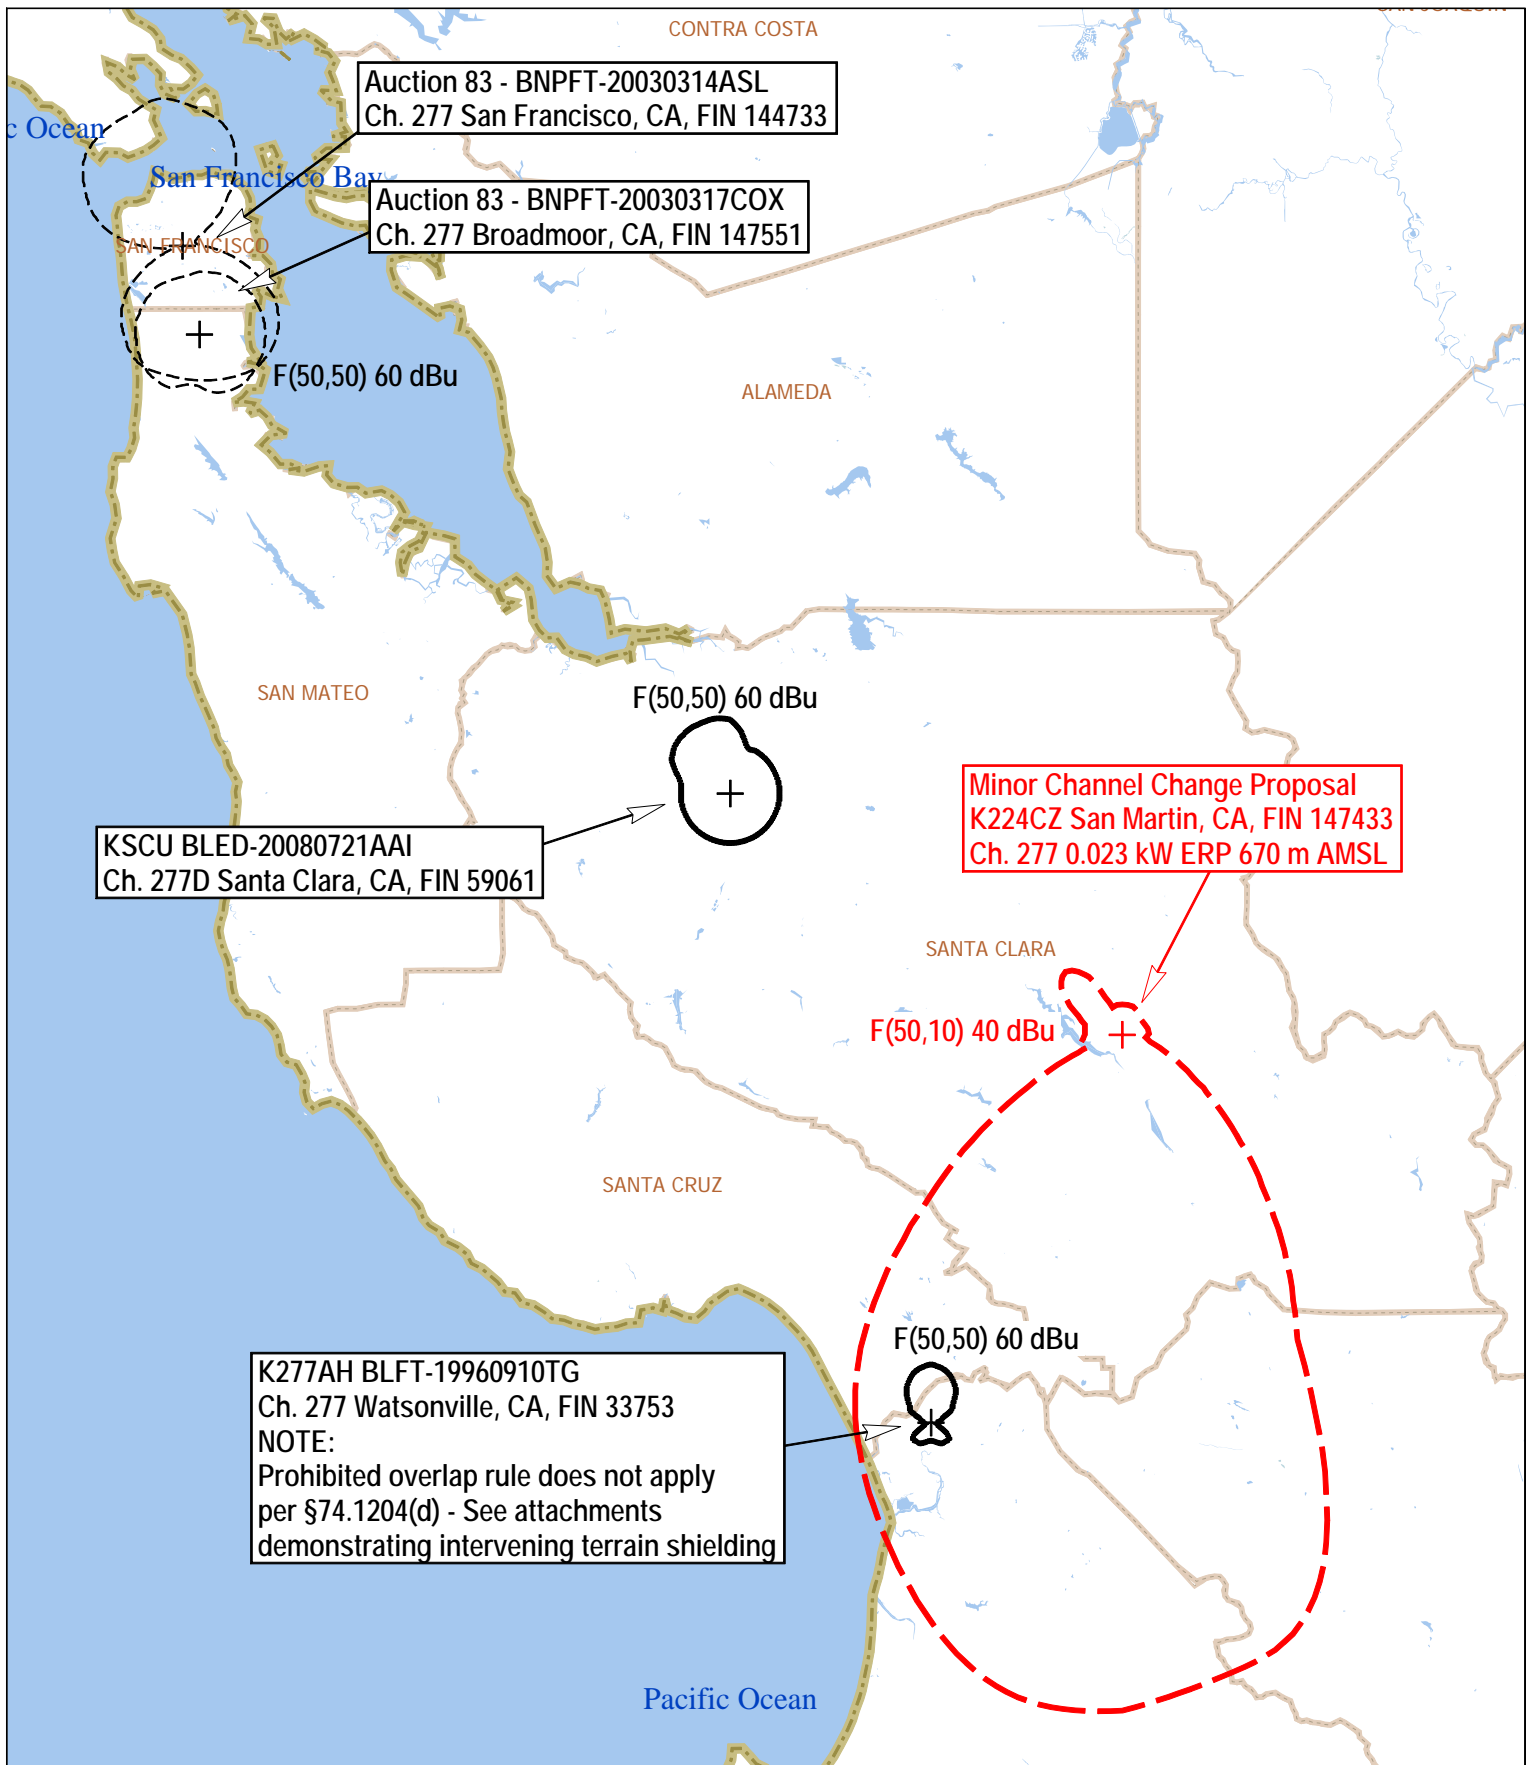 CONTRA COSTA
SAN JOAQUIN
Auction 83 - BNPFT-20030314ASL
Ch. 277 San Francisco, CA, FIN 144733
c Ocean
San Francisco Bay
Auction 83 - BNPFT-20030317COX
Ch. 277 Broadmoor, CA, FIN 147551
SAN FRANCISCO
F(50,50) 60 dBu
ALAMEDA
SAN MATEO
F(50,50) 60 dBu
Minor Channel Change Proposal
K224CZ San Martin, CA, FIN 147433
Ch. 277 0.023 kW ERP 670 m AMSL
KSCU BLED-20080721AAI
Ch. 277D Santa Clara, CA, FIN 59061
SANTA CLARA
F(50,10) 40 dBu
SANTA CRUZ
F(50,50) 60 dBu
K277AH BLFT-19960910TG
Ch. 277 Watsonville, CA, FIN 33753
NOTE:
Prohibited overlap rule does not apply
per §74.1204(d) - See attachments
demonstrating intervening terrain shielding
Pacific Ocean